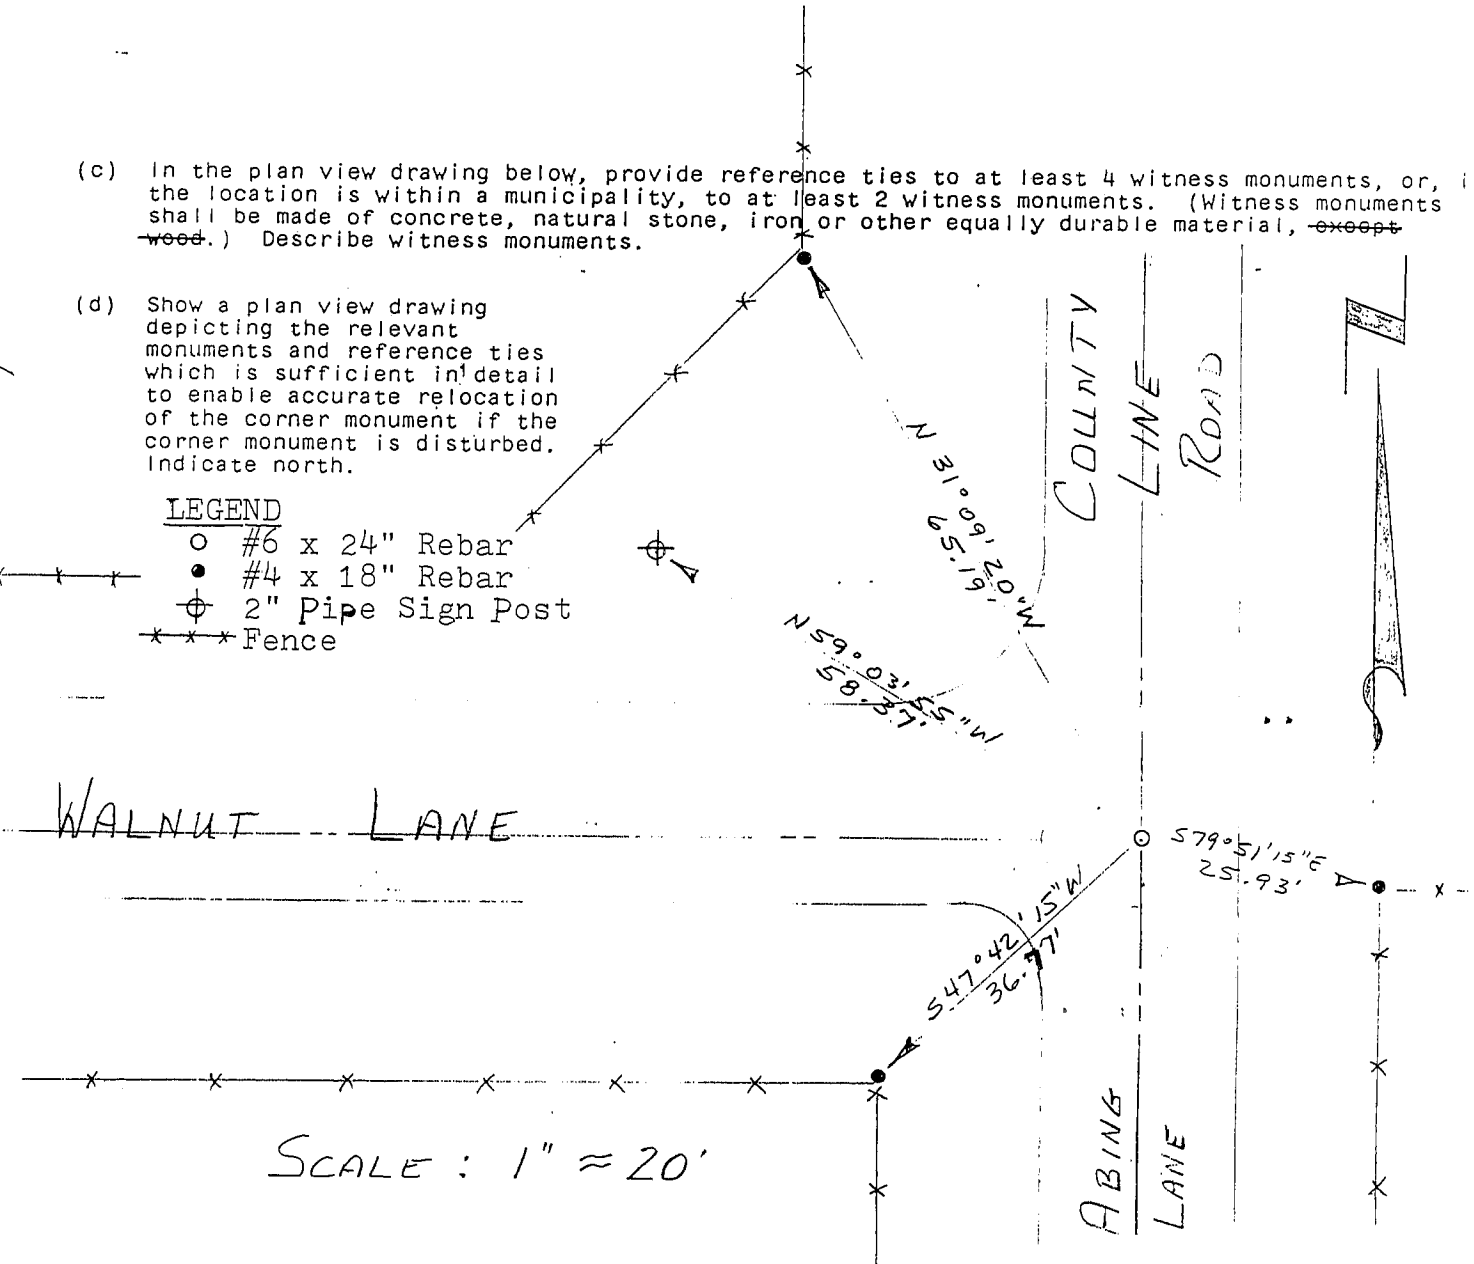 (c) In the plan view drawing below, provide reference ties to at least 4 witness monuments, or, i
the location is within a municipality, to at least 2 witness monuments. (Witness monuments
shall be made of concrete, natural stone, iron or other equally durable material, except
wood.) Describe witness monuments.
(d) Show a plan view drawing
depicting the relevant
monuments and reference ties
which is sufficient in detail
to enable accurate relocation
of the corner monument if the
corner monument is disturbed.
Indicate north.
LEGEND
#6 x 24" Rebar
#4 x 18" Rebar
2" Pipe Sign Post
Fence
COUNTY
LINE
ROAD
N 31° 09' 20" W
65.19'
N 59° 03' 55" W
58.37'
WALNUT LANE
S79°51'15"E
25.93'
S 47° 42' 15" W
36.77'
SCALE: 1" ≈ 20'
ABING
LANE